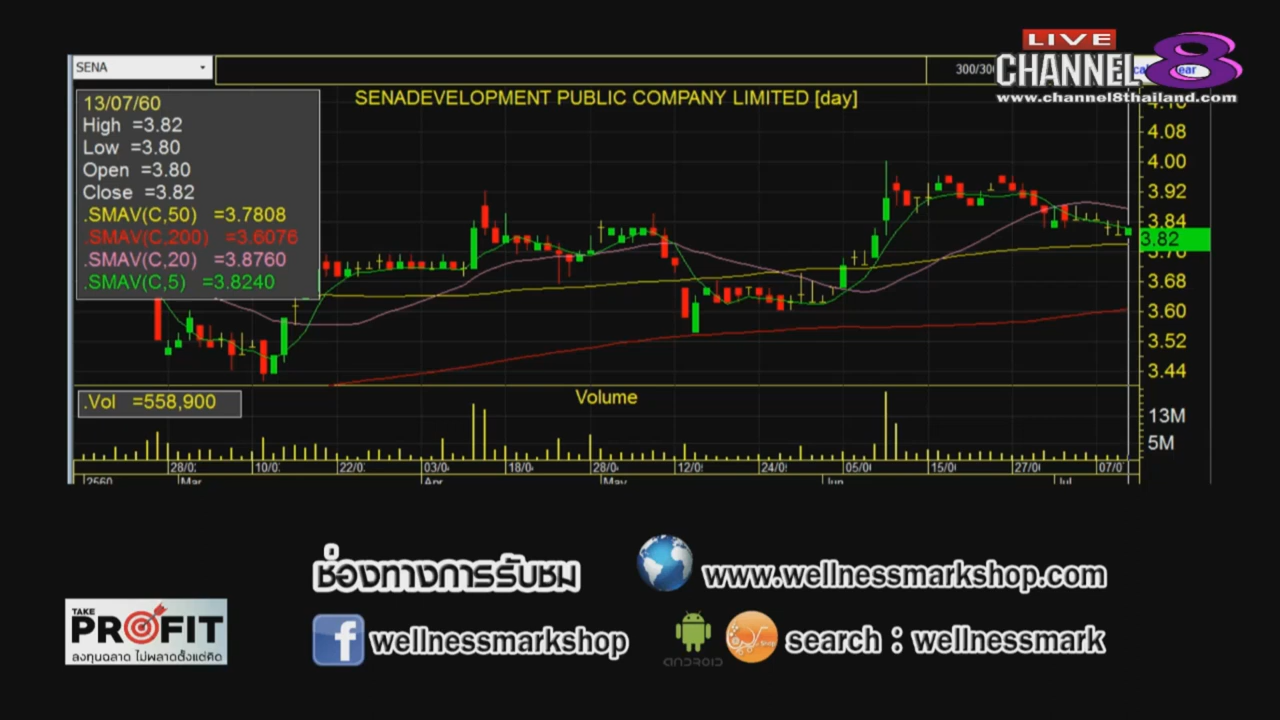 LIVE
CHANNEL 8
www.channel8thailand.com
SENA
SENADEVELOPMENT PUBLIC COMPANY LIMITED [day]
13/07/60
High =3.82
Low =3.80
Open =3.80
Close =3.82
.SMAV(C,50) =3.7808
.SMAV(C,200) =3.6076
.SMAV(C,20) =3.8760
.SMAV(C,5) =3.8240
4.08
4.00
3.92
3.84
3.82
3.68
3.60
3.52
3.44
.Vol =558,900
Volume
13M
5M
28/0 10/0 22/0 03/0 18/0 28/0 12/0 24/0 05/0 15/0 27/0 07/0
2560 Mar Apr May Jun Jul
ช่องทางการรับชม
www.wellnessmarkshop.com
TAKE
PROFIT
ลงทุนฉลาด ไม่พลาดตั้งแต่คิด
wellnessmarkshop
ANDROID
search : wellnessmark